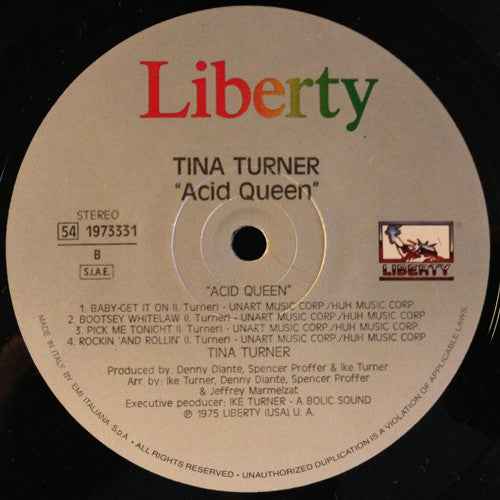 Liberty
TINA TURNER
"Acid Queen"
STEREO
54 1973331
B
S.I.A.E.
LIBERTY
"ACID QUEEN"
1. BABY-GET IT ON (I. Turner) - UNART MUSIC CORP./HUH MUSIC CORP.
2. BOOTSEY WHITELAW (I. Turner) - UNART MUSIC CORP./HUH MUSIC CORP.
3. PICK ME TONIGHT (I. Turner) - UNART MUSIC CORP./HUH MUSIC CORP.
4. ROCKIN 'AND ROLLIN' (I. Turner) - UNART MUSIC CORP./HUH MUSIC CORP.
TINA TURNER
Produced by: Denny Diante, Spencer Proffer & Ike Turner
Arr by: Ike Turner, Denny Diante, Spencer Proffer
& Jeffrey Marmelzat
Executive producer: IKE TURNER - A BOLIC SOUND
℗ 1975 LIBERTY (USA) U. A.
MADE IN ITALY BY EMI ITALIANA, S.p.A. - ALL RIGHTS RESERVED - UNAUTHORIZED DUPLICATION IS A VIOLATION OF APPLICABLE LAWS.